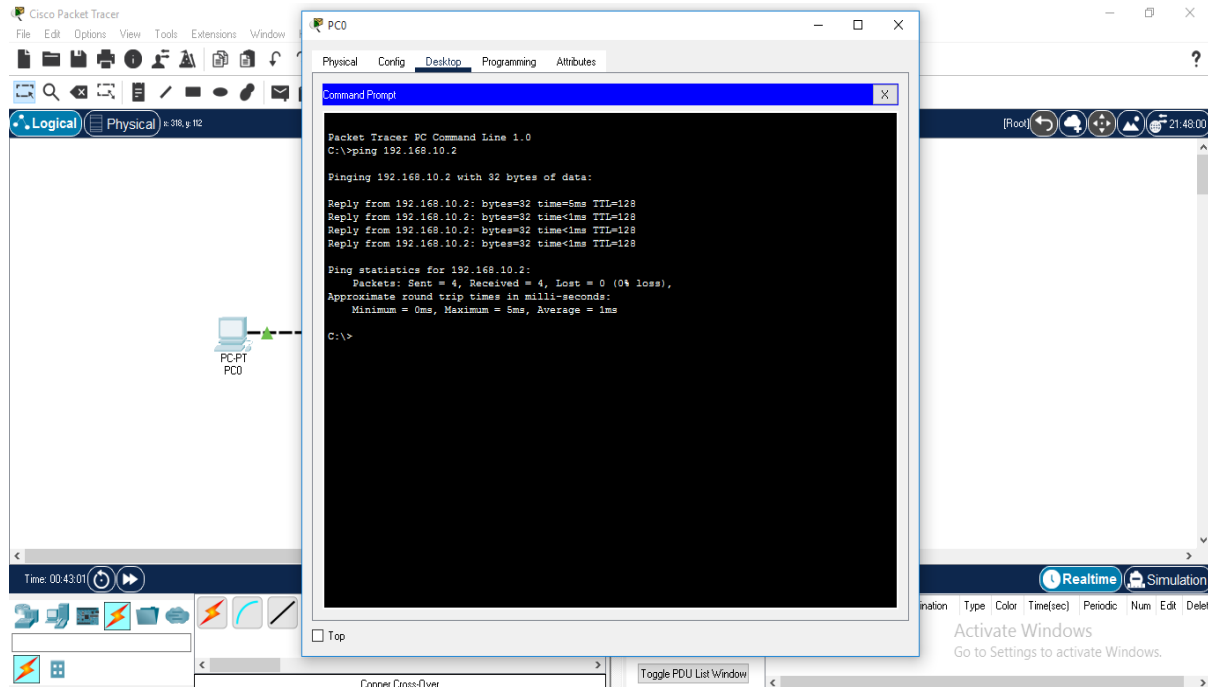 Cisco Packet Tracer
File Edit Options View Tools Extensions Window
?
Logical Physical x: 318, y: 112
[Root] 21:48:00
PC-PT
PC0
PC0
Physical Config Desktop Programming Attributes
Command Prompt X
Packet Tracer PC Command Line 1.0
C:\>ping 192.168.10.2
Pinging 192.168.10.2 with 32 bytes of data:
Reply from 192.168.10.2: bytes=32 time=5ms TTL=128
Reply from 192.168.10.2: bytes=32 time<1ms TTL=128
Reply from 192.168.10.2: bytes=32 time<1ms TTL=128
Reply from 192.168.10.2: bytes=32 time<1ms TTL=128
Ping statistics for 192.168.10.2:
Packets: Sent = 4, Received = 4, Lost = 0 (0% loss),
Approximate round trip times in milli-seconds:
Minimum = 0ms, Maximum = 5ms, Average = 1ms
C:\>
Top
Time: 00:43:01
Realtime Simulation
ination Type Color Time(sec) Periodic Num Edit Delet
Activate Windows
Go to Settings to activate Windows.
Toggle PDU List Window
Copper Cross-Over